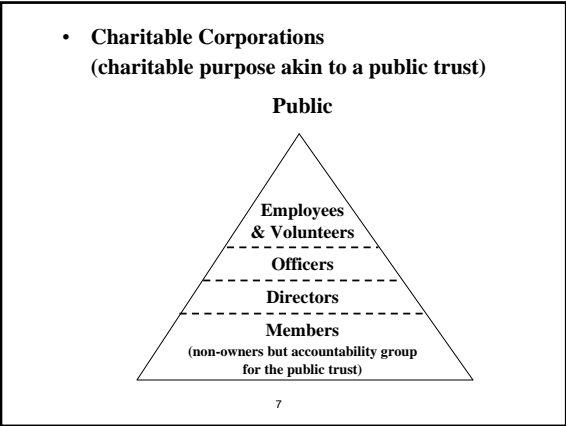 • Charitable Corporations
(charitable purpose akin to a public trust)
Public
Employees
& Volunteers
Officers
Directors
Members
(non-owners but accountability group
for the public trust)
7